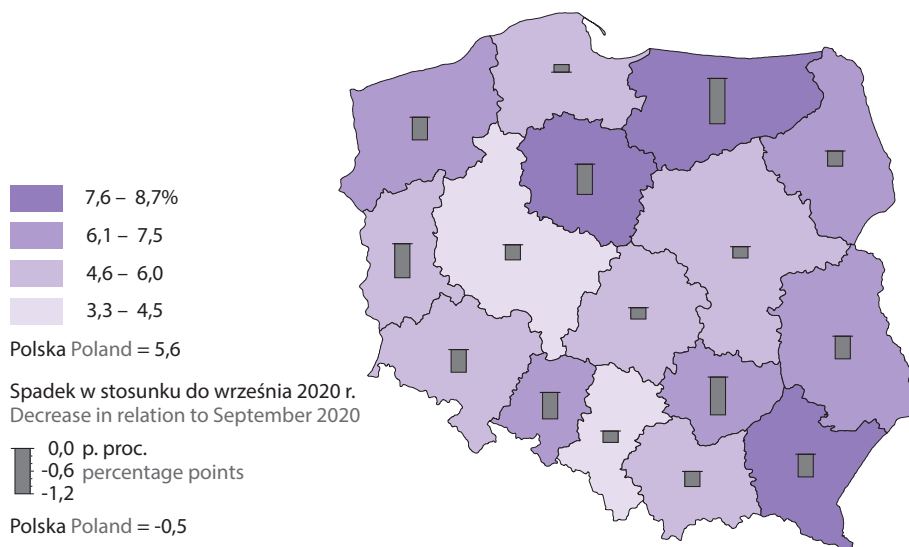 7,6 – 8,7%
6,1 – 7,5
4,6 – 6,0
3,3 – 4,5
Polska Poland = 5,6
Spadek w stosunku do września 2020 r.
Decrease in relation to September 2020
0,0 p. proc.
-0,6 percentage points
-1,2
Polska Poland = -0,5